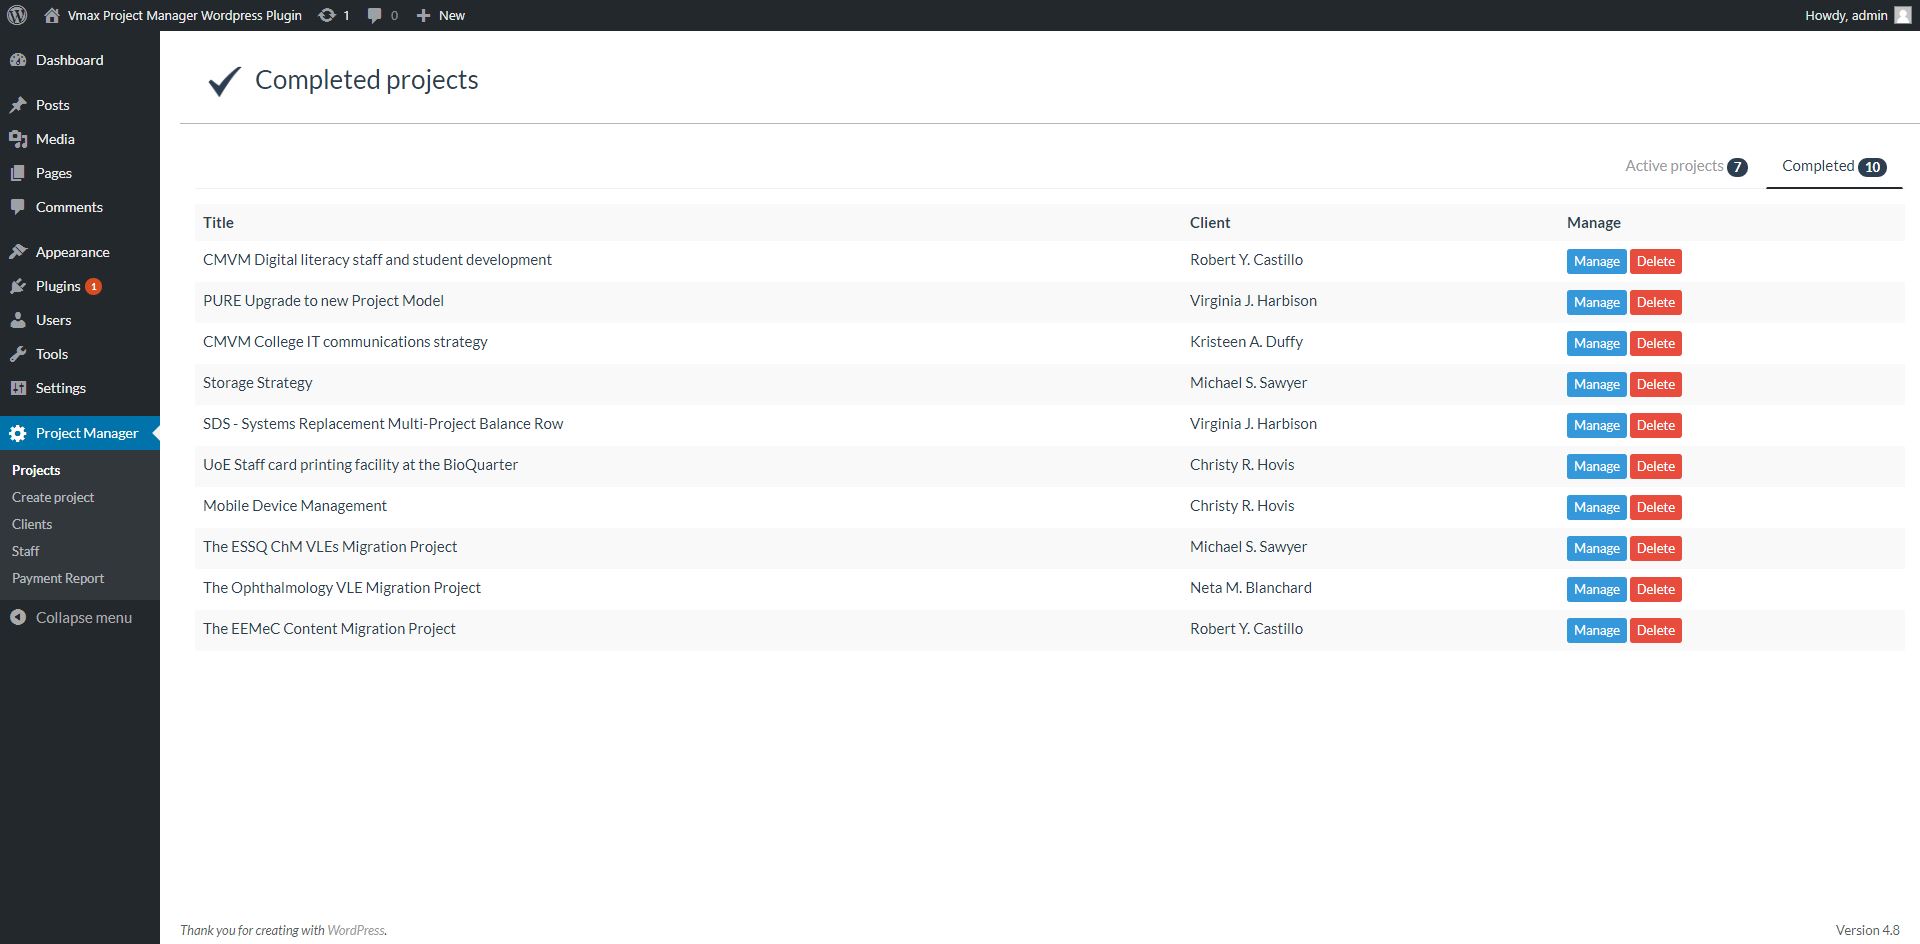 Vmax Project Manager Wordpress Plugin 1 0 New Howdy, admin
Dashboard
Posts
Media
Pages
Comments
Appearance
Plugins 1
Users
Tools
Settings
Project Manager
Projects
Create project
Clients
Staff
Payment Report
Collapse menu
Completed projects
Active projects 7 Completed 10
Title Client Manage
CMVM Digital literacy staff and student development Robert Y. Castillo Manage Delete
PURE Upgrade to new Project Model Virginia J. Harbison Manage Delete
CMVM College IT communications strategy Kristeen A. Duffy Manage Delete
Storage Strategy Michael S. Sawyer Manage Delete
SDS - Systems Replacement Multi-Project Balance Row Virginia J. Harbison Manage Delete
UoE Staff card printing facility at the BioQuarter Christy R. Hovis Manage Delete
Mobile Device Management Christy R. Hovis Manage Delete
The ESSQ ChM VLEs Migration Project Michael S. Sawyer Manage Delete
The Ophthalmology VLE Migration Project Neta M. Blanchard Manage Delete
The EEMeC Content Migration Project Robert Y. Castillo Manage Delete
Thank you for creating with WordPress. Version 4.8